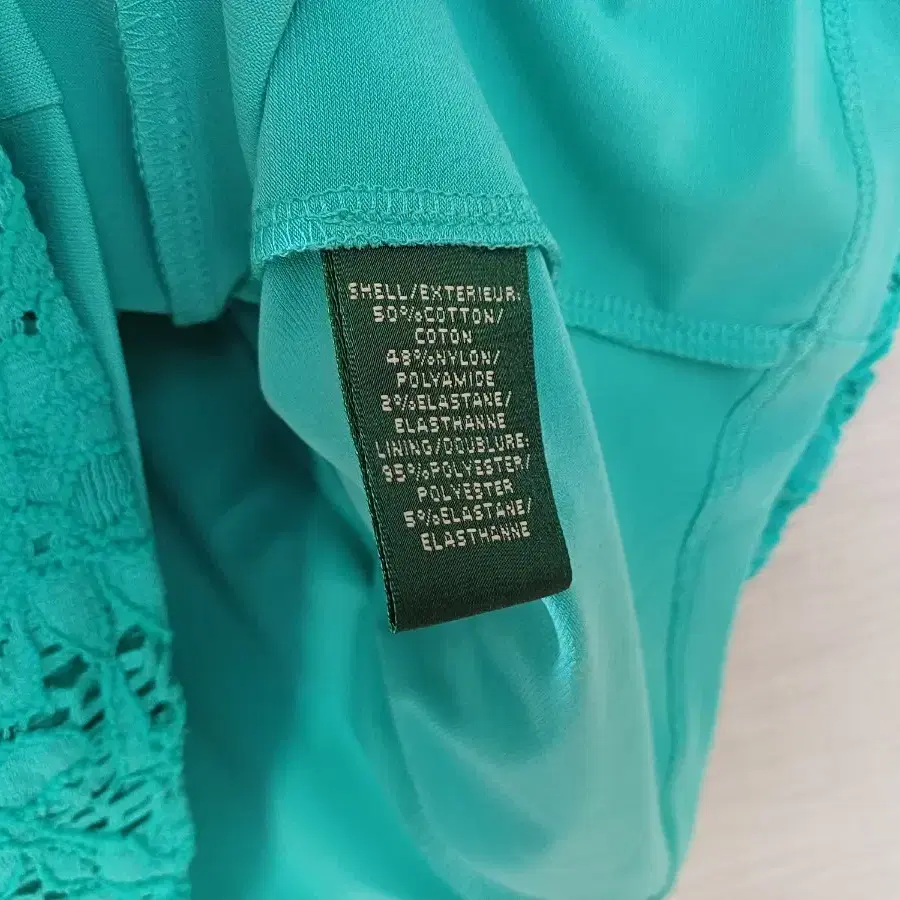 SHELL/EXTERIEUR:
50%COTTON/
COTON
48%NYLON/
POLYAMIDE
2%ELASTANE/
ELASTHANNE
LINING/DOUBLURE:
95%POLYESTER/
POLYESTER
5%ELASTANE/
ELASTHANNE